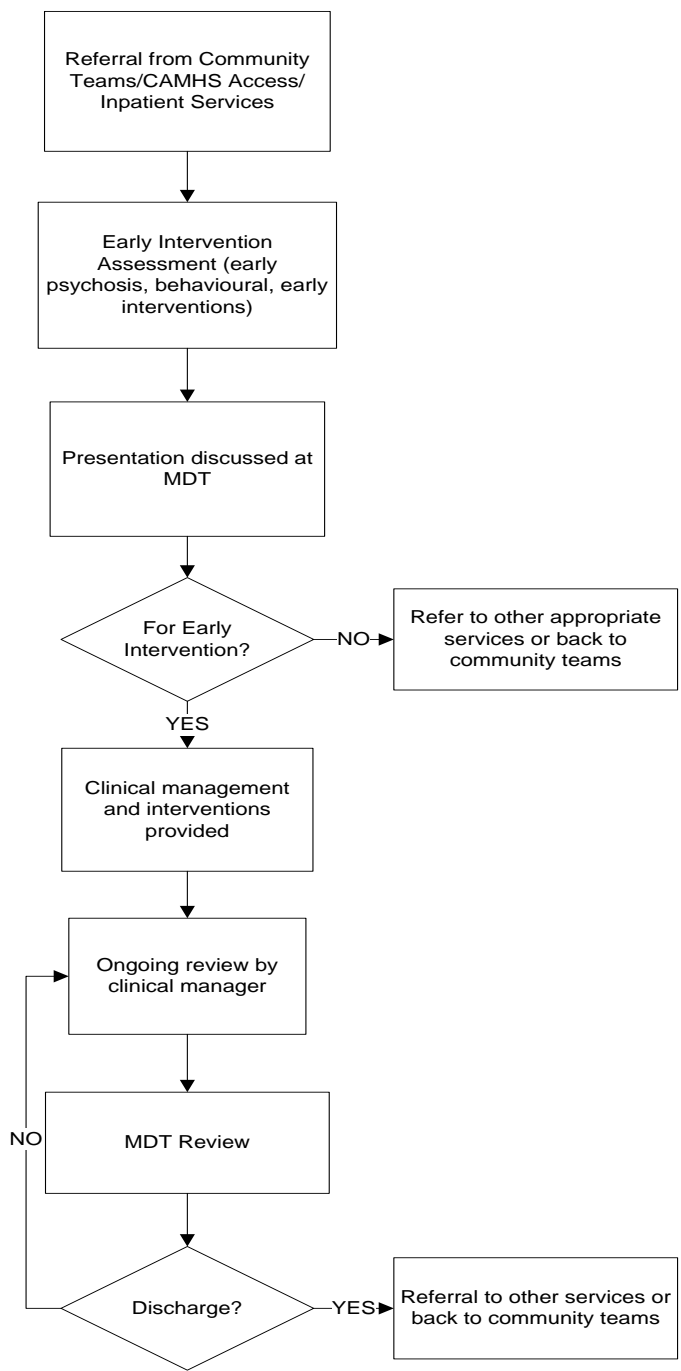 Referral from Community
Teams/CAMHS Access/
Inpatient Services
Early Intervention
Assessment (early
psychosis, behavioural, early
interventions)
Presentation discussed at
MDT
For Early
Intervention?
NO
Refer to other appropriate
services or back to
community teams
YES
Clinical management
and interventions
provided
Ongoing review by
clinical manager
MDT Review
NO
Discharge?
YES
Referral to other services or
back to community teams